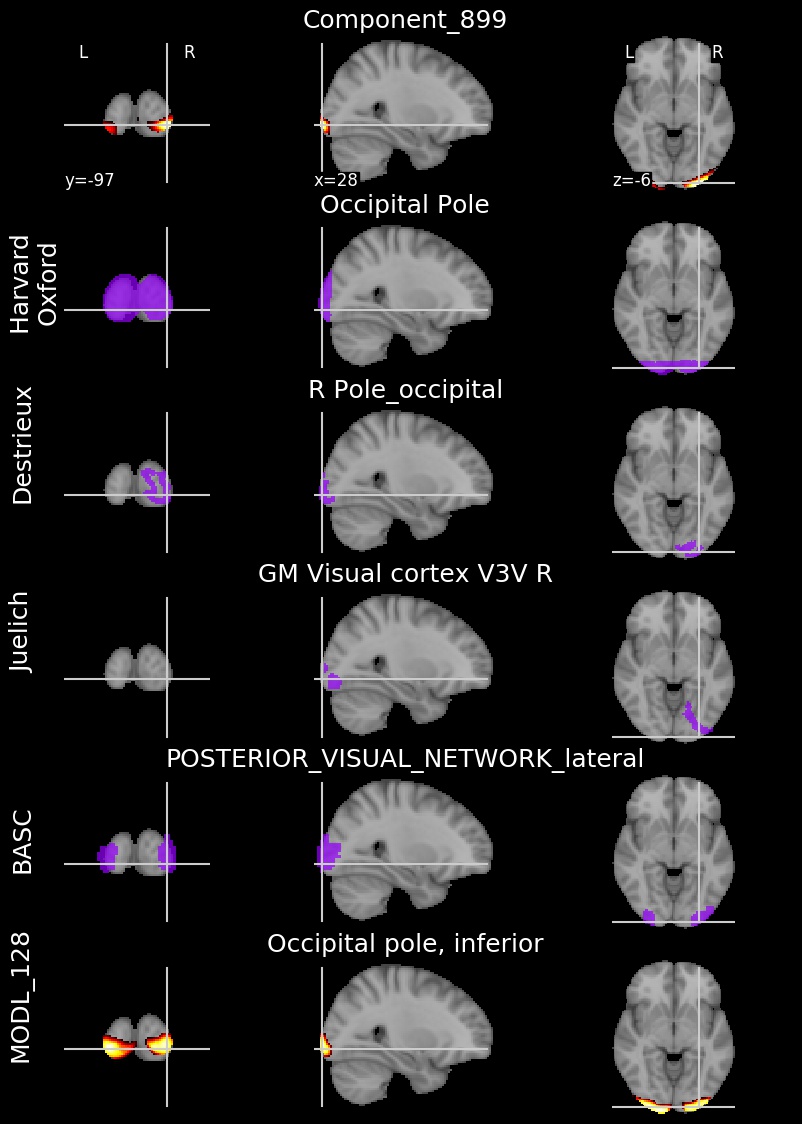 Component_899
L R L R
y=-97 x=28 z=-6
Occipital Pole
Harvard
Oxford
R Pole_occipital
Destrieux
GM Visual cortex V3V R
Juelich
POSTERIOR_VISUAL_NETWORK_lateral
BASC
Occipital pole, inferior
MODL_128